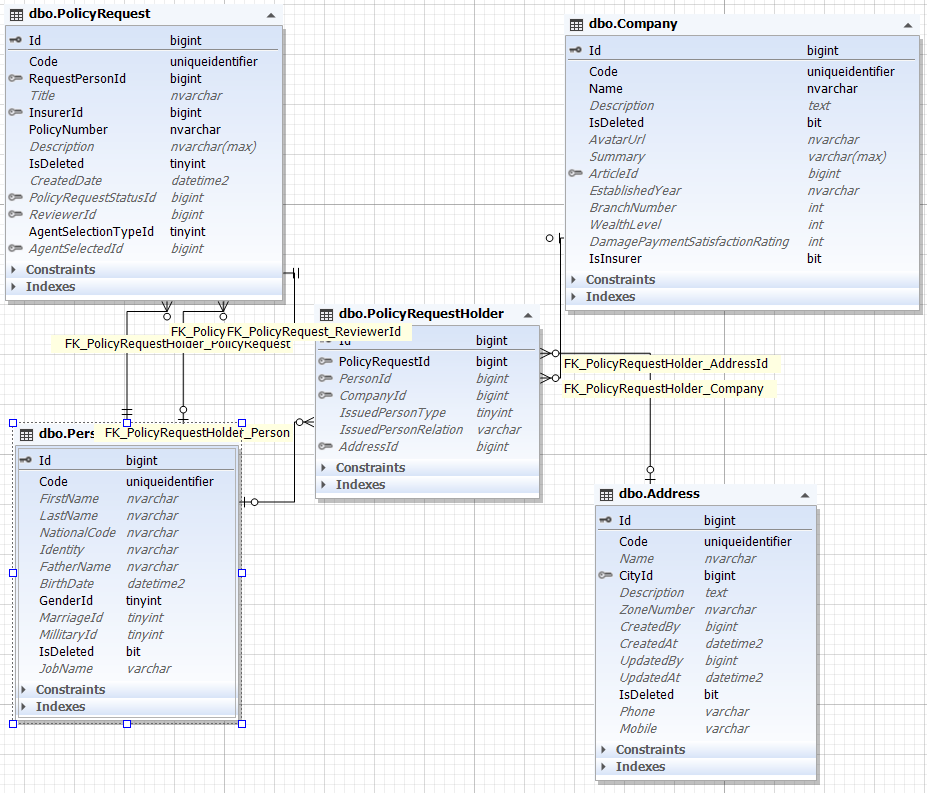 dbo.PolicyRequest
Id bigint
Code uniqueidentifier
RequestPersonId bigint
Title nvarchar
InsurerId bigint
PolicyNumber nvarchar
Description nvarchar(max)
IsDeleted tinyint
CreatedDate datetime2
PolicyRequestStatusId bigint
ReviewerId bigint
AgentSelectionTypeId tinyint
AgentSelectedId bigint
Constraints
Indexes
dbo.Company
Id bigint
Code uniqueidentifier
Name nvarchar
Description text
IsDeleted bit
AvatarUrl nvarchar
Summary varchar(max)
ArticleId bigint
EstablishedYear nvarchar
BranchNumber int
WealthLevel int
DamagePaymentSatisfactionRating int
IsInsurer bit
Constraints
Indexes
FK_Policy
FK_PolicyRequest_ReviewerId
FK_PolicyRequestHolder_PolicyRequest
dbo.PolicyRequestHolder
Id bigint
PolicyRequestId bigint
PersonId bigint
CompanyId bigint
IssuedPersonType tinyint
IssuedPersonRelation varchar
AddressId bigint
Constraints
Indexes
FK_PolicyRequestHolder_AddressId
FK_PolicyRequestHolder_Company
dbo.Pers
FK_PolicyRequestHolder_Person
Id bigint
Code uniqueidentifier
FirstName nvarchar
LastName nvarchar
NationalCode nvarchar
Identity nvarchar
FatherName nvarchar
BirthDate datetime2
GenderId tinyint
MarriageId tinyint
MillitaryId tinyint
IsDeleted bit
JobName varchar
Constraints
Indexes
dbo.Address
Id bigint
Code uniqueidentifier
Name nvarchar
CityId bigint
Description text
ZoneNumber nvarchar
CreatedBy bigint
CreatedAt datetime2
UpdatedBy bigint
UpdatedAt datetime2
IsDeleted bit
Phone varchar
Mobile varchar
Constraints
Indexes